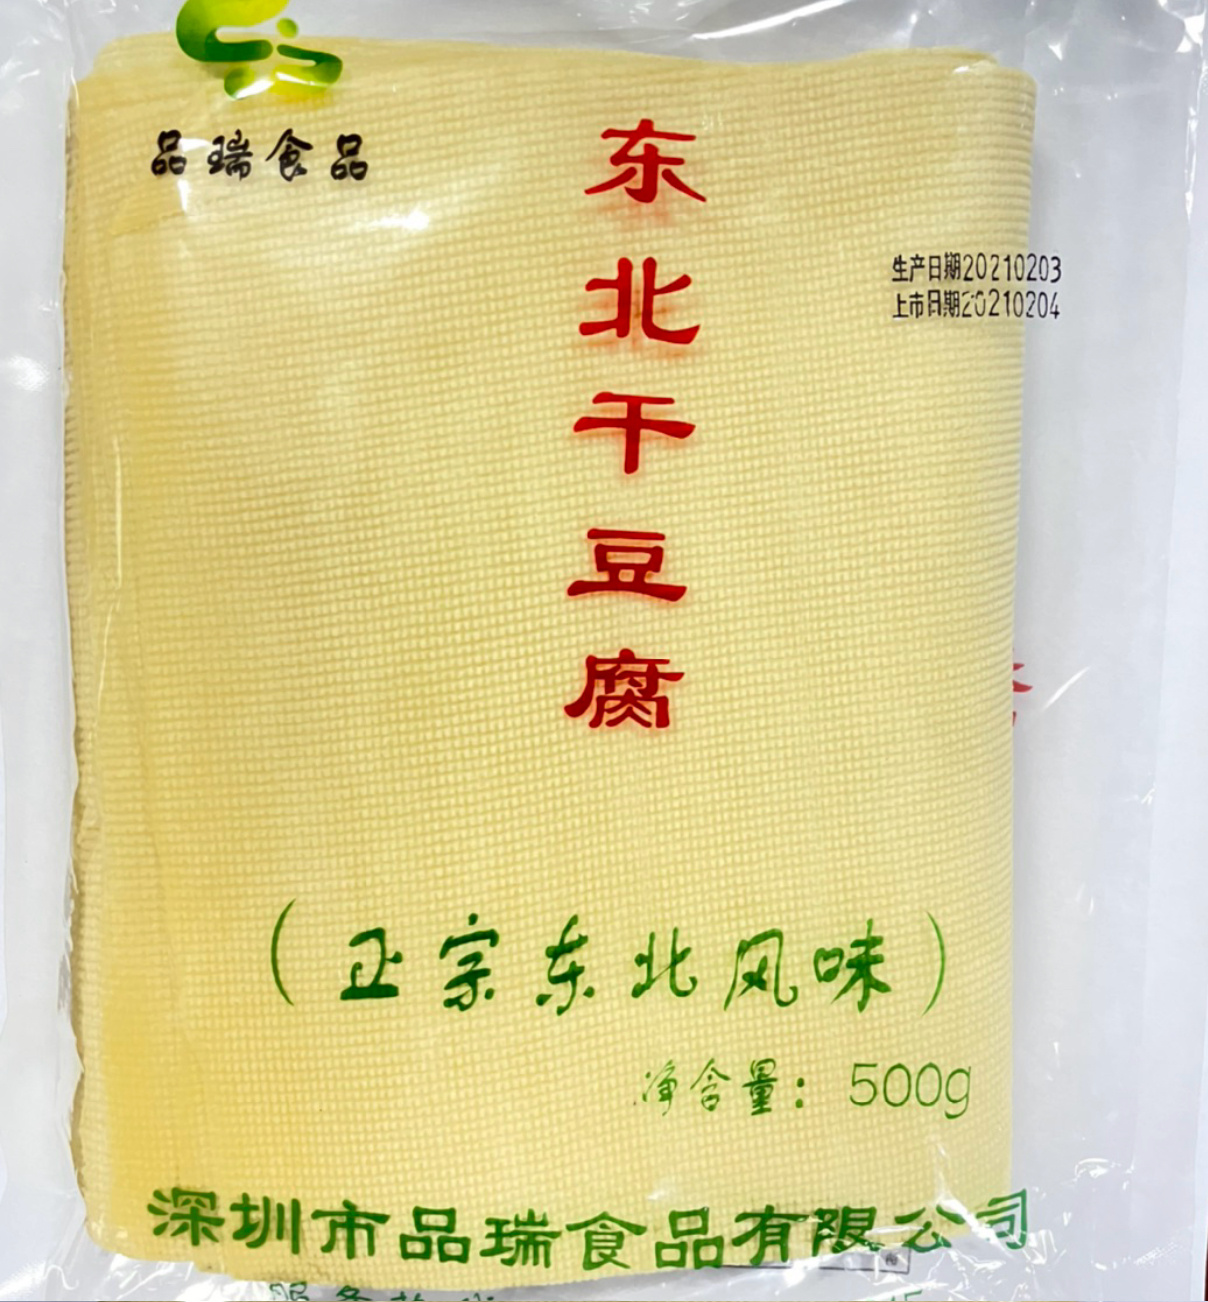 品瑞食品
东北干豆腐
生产日期20210203
上市日期20210204
(正宗东北风味)
净含量：500g
深圳市品瑞食品有限公司